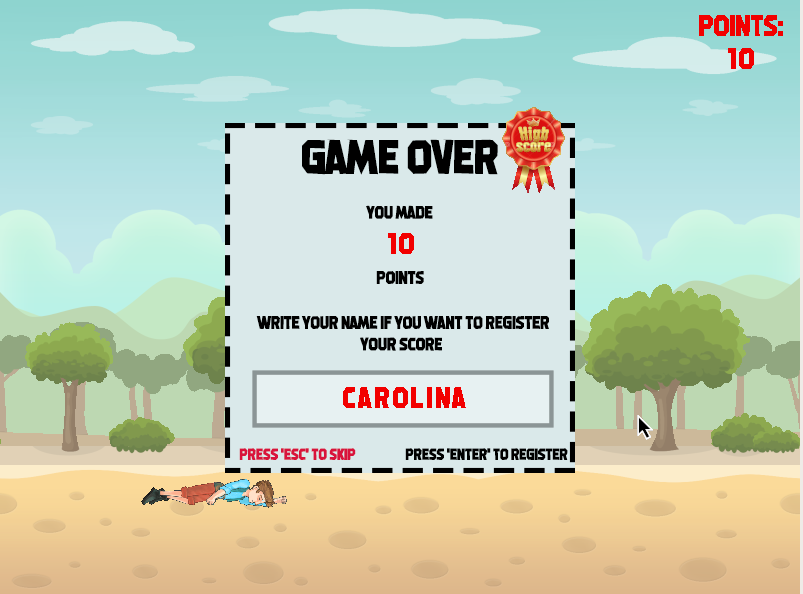 POINTS:
10
High
score
GAME OVER
YOU MADE
10
POINTS
WRITE YOUR NAME IF YOU WANT TO REGISTER
YOUR SCORE
CAROLINA
PRESS 'ESC' TO SKIP
PRESS 'ENTER' TO REGISTER